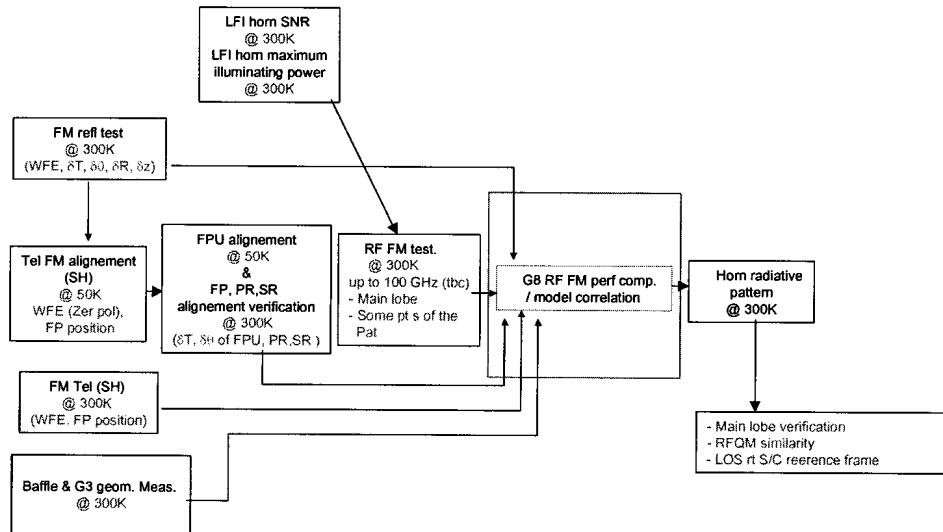 LFI horn SNR
@ 300K
LFI horn maximum
illuminating power
@ 300K
FM refl test
@ 300K
(WFE, δT, δθ, δR, δz)
Tel FM alignement
(SH)
@ 50K
WFE (Zer pol),
FP position
FPU alignement
@ 50K
&
FP, PR,SR
alignement verification
@ 300K
(δT, δθ of FPU, PR,SR )
RF FM test.
@ 300K
up to 100 GHz (tbc)
- Main lobe
- Some pt s of the
Pat
G8 RF FM perf comp.
/ model correlation
Horn radiative
pattern
@ 300K
FM Tel (SH)
@ 300K
(WFE, FP position)
- Main lobe verification
- RFQM similarity
- LOS rt S/C reerence frame
Baffle & G3 geom. Meas.
@ 300K